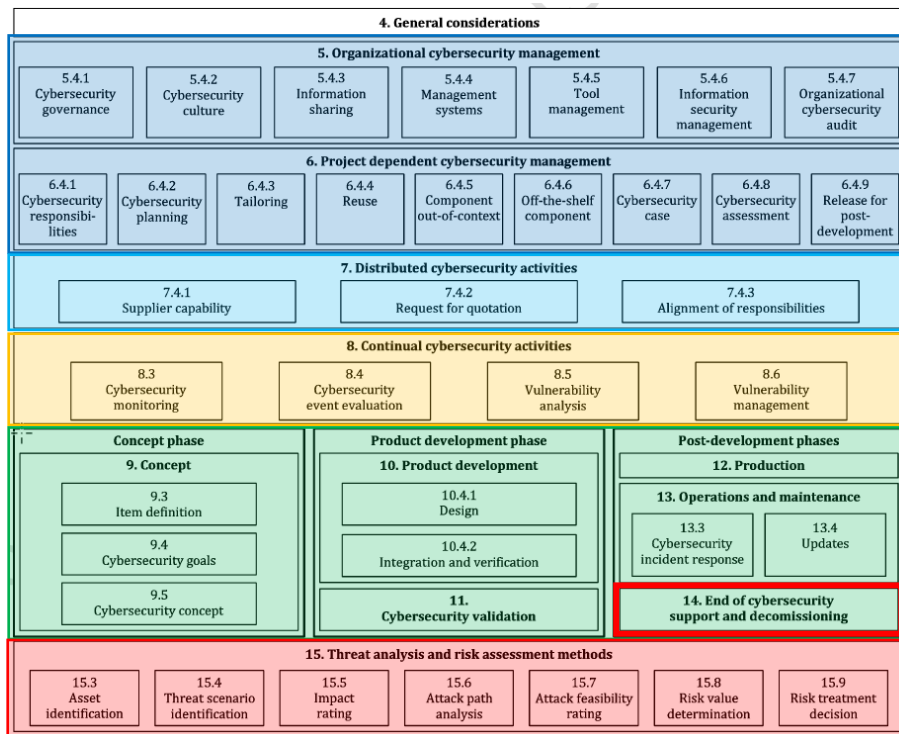 4. General considerations
5. Organizational cybersecurity management
5.4.1
Cybersecurity
governance
5.4.2
Cybersecurity
culture
5.4.3
Information
sharing
5.4.4
Management
systems
5.4.5
Tool
management
5.4.6
Information
security
management
5.4.7
Organizational
cybersecurity
audit
6. Project dependent cybersecurity management
6.4.1
Cybersecurity
responsibi-
lities
6.4.2
Cybersecurity
planning
6.4.3
Tailoring
6.4.4
Reuse
6.4.5
Component
out-of-context
6.4.6
Off-the-shelf
component
6.4.7
Cybersecurity
case
6.4.8
Cybersecurity
assessment
6.4.9
Release for
post-
development
7. Distributed cybersecurity activities
7.4.1
Supplier capability
7.4.2
Request for quotation
7.4.3
Alignment of responsibilities
8. Continual cybersecurity activities
8.3
Cybersecurity
monitoring
8.4
Cybersecurity
event evaluation
8.5
Vulnerability
analysis
8.6
Vulnerability
management
Concept phase
9. Concept
9.3
Item definition
9.4
Cybersecurity goals
9.5
Cybersecurity concept
Product development phase
10. Product development
10.4.1
Design
10.4.2
Integration and verification
11.
Cybersecurity validation
Post-development phases
12. Production
13. Operations and maintenance
13.3
Cybersecurity
incident response
13.4
Updates
14. End of cybersecurity
support and decomissioning
15. Threat analysis and risk assessment methods
15.3
Asset
identification
15.4
Threat scenario
identification
15.5
Impact
rating
15.6
Attack path
analysis
15.7
Attack feasibility
rating
15.8
Risk value
determination
15.9
Risk treatment
decision